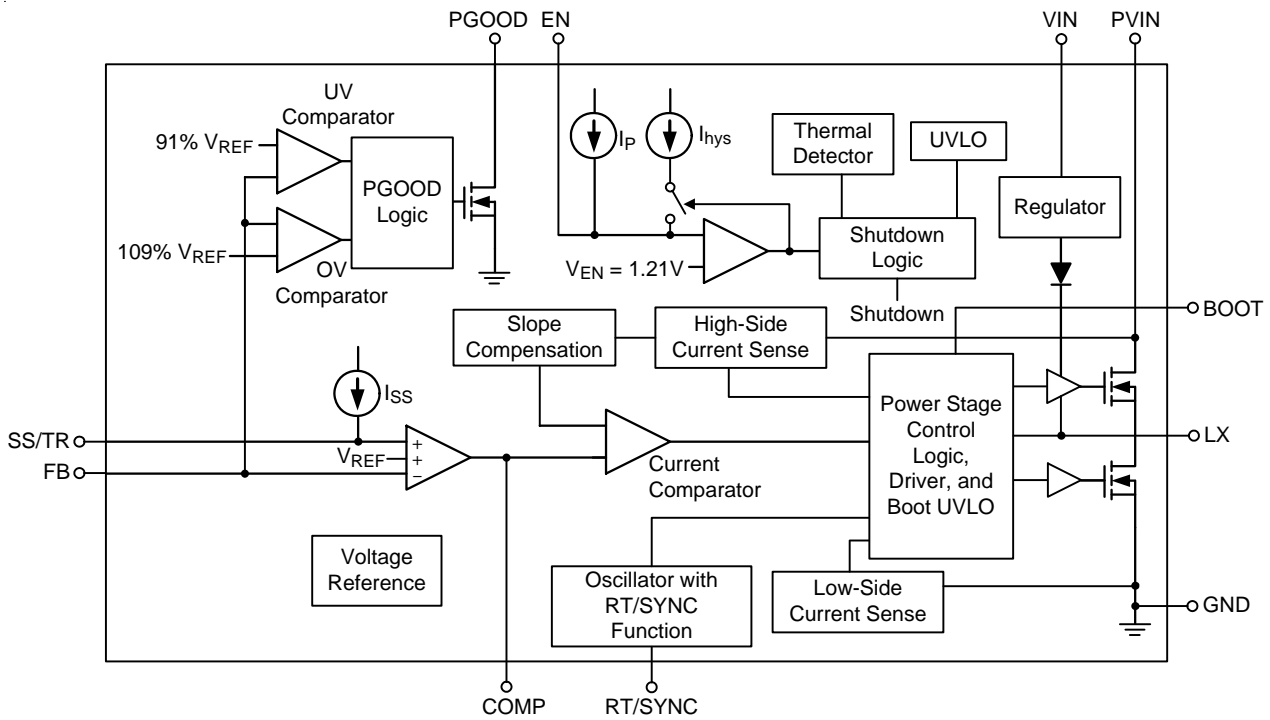 PGOOD EN VIN PVIN
UV
Comparator
91% VREF
PGOOD
Logic
109% VREF
OV
Comparator
IP
Ihys
Thermal
Detector
UVLO
Regulator
VEN = 1.21V
Shutdown
Logic
Shutdown
BOOT
Slope
Compensation
High-Side
Current Sense
ISS
SS/TR
VREF
FB
+
+
−
Current
Comparator
Power Stage
Control
Logic,
Driver, and
Boot UVLO
LX
Voltage
Reference
Oscillator with
RT/SYNC
Function
Low-Side
Current Sense
GND
COMP RT/SYNC